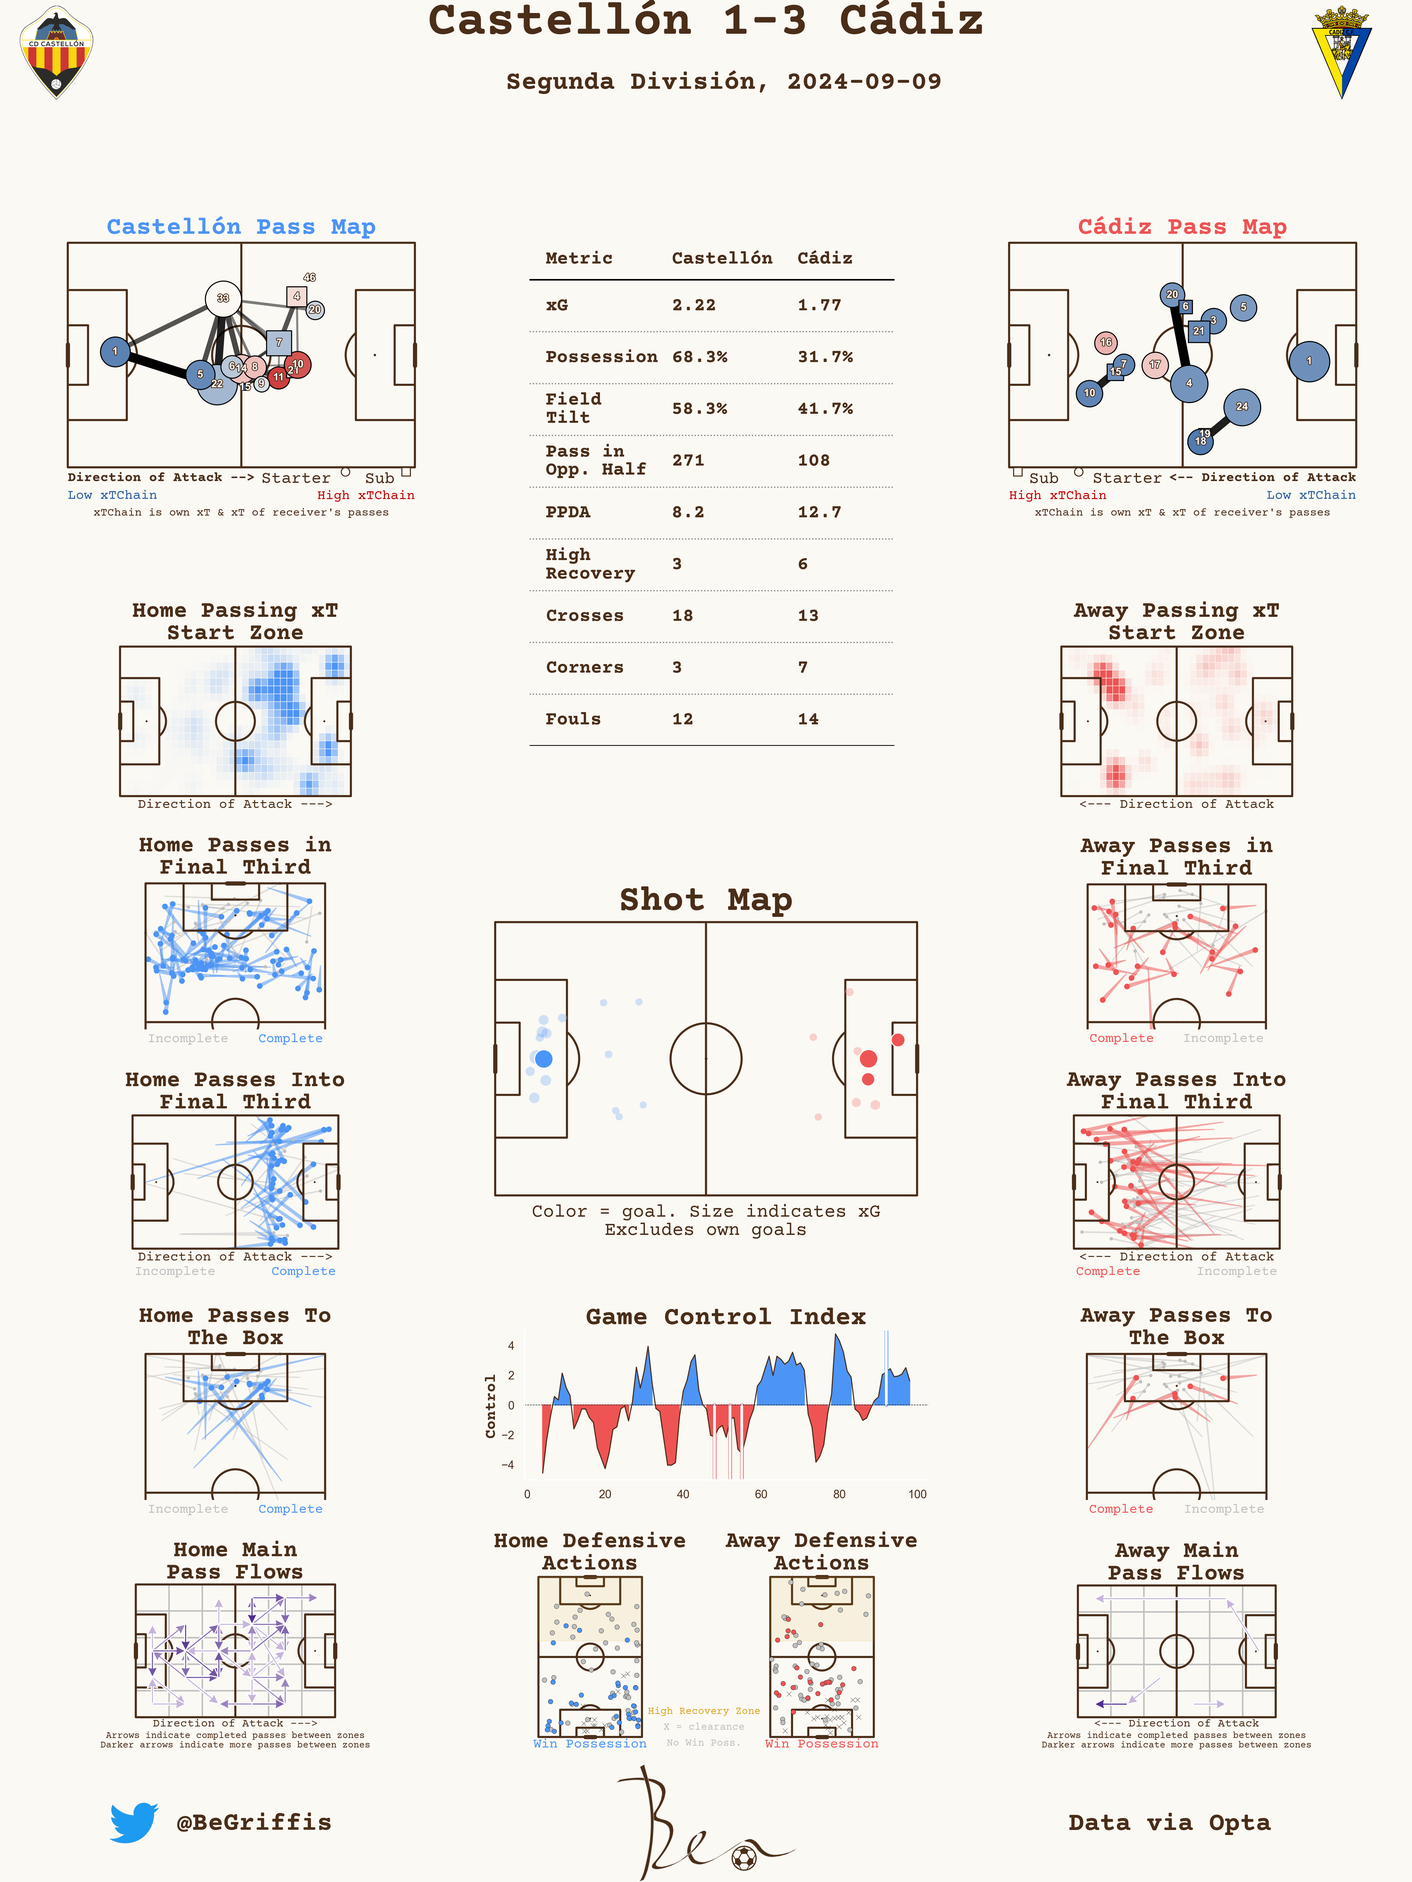 Castellón 1-3 Cádiz
Segunda División, 2024-09-09
CD CASTELLÓN
Castellón Pass Map
46
33
4
20
7
1
5
22
6
14
8
10
21
11
9
15
Direction of Attack --> Starter Sub
Low xTChain High xTChain
xTChain is own xT & xT of receiver's passes
Metric Castellón Cádiz
xG 2.22 1.77
Possession 68.3% 31.7%
Field
Tilt 58.3% 41.7%
Pass in
Opp. Half 271 108
PPDA 8.2 12.7
High
Recovery 3 6
Crosses 18 13
Corners 3 7
Fouls 12 14
Cádiz Pass Map
20
6
3
5
21
16
7
15
17
1
10
4
24
19
18
Sub Starter <-- Direction of Attack
High xTChain Low xTChain
xTChain is own xT & xT of receiver's passes
Home Passing xT
Start Zone
Direction of Attack --->
Away Passing xT
Start Zone
<--- Direction of Attack
Home Passes in
Final Third
Incomplete Complete
Away Passes in
Final Third
Complete Incomplete
Shot Map
Color = goal. Size indicates xG
Excludes own goals
Home Passes Into
Final Third
Direction of Attack --->
Incomplete Complete
Away Passes Into
Final Third
<--- Direction of Attack
Complete Incomplete
Home Passes To
The Box
Incomplete Complete
Game Control Index
Control
4
2
0
−2
−4
0 20 40 60 80 100
Away Passes To
The Box
Complete Incomplete
Home Main
Pass Flows
Direction of Attack --->
Arrows indicate completed passes between zones
Darker arrows indicate more passes between zones
Home Defensive
Actions
Win Possession
Away Defensive
Actions
Win Possession
High Recovery Zone
X = clearance
No Win Poss.
Away Main
Pass Flows
<--- Direction of Attack
Arrows indicate completed passes between zones
Darker arrows indicate more passes between zones
@BeGriffis
Ben
Data via Opta